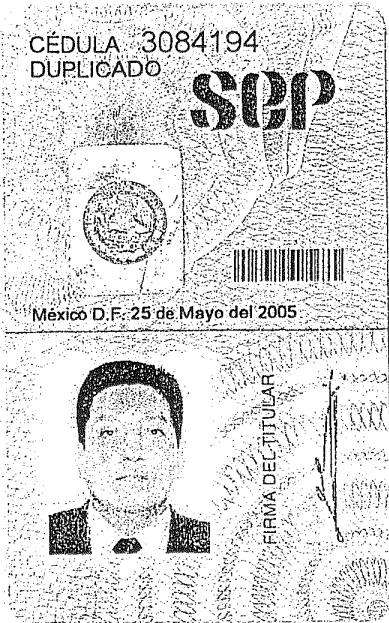 CÉDULA 3084194
DUPLICADO
SEP
México D.F. 25 de Mayo del 2005
FIRMA DEL TITULAR